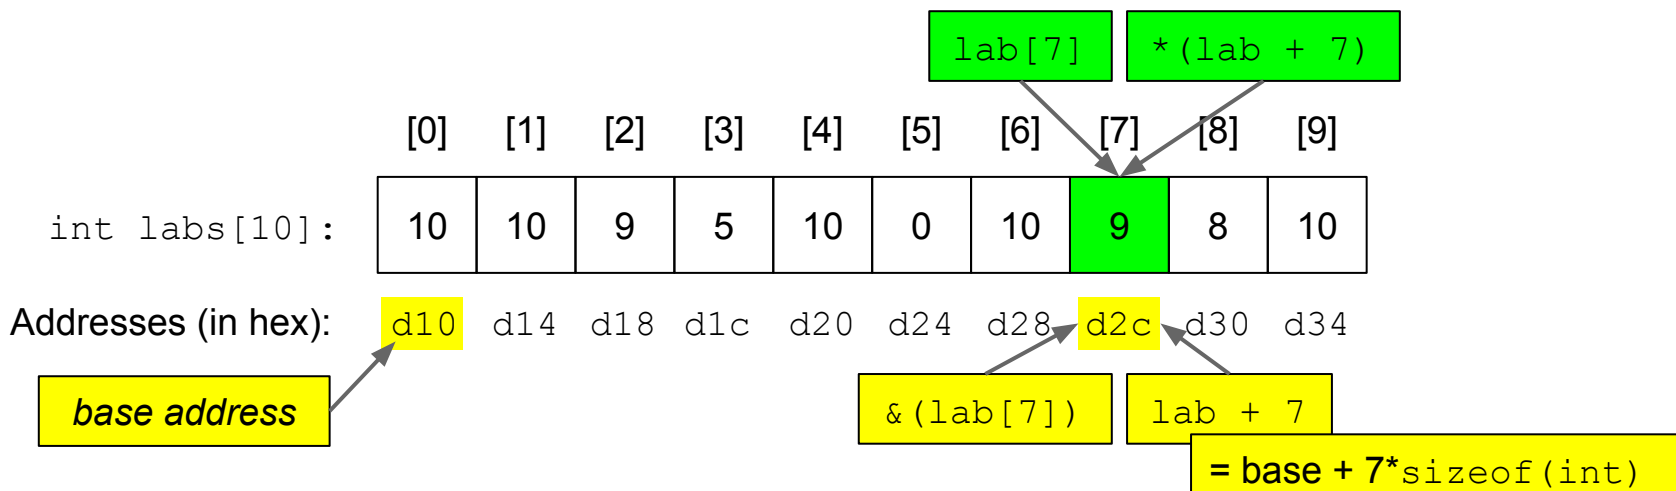 lab[7] *(lab + 7)
[0] [1] [2] [3] [4] [5] [6] [7] [8] [9]
int labs[10]: 10 10 9 5 10 0 10 9 8 10
Addresses (in hex): d10 d14 d18 d1c d20 d24 d28 d2c d30 d34
base address &(lab[7]) lab + 7
= base + 7*sizeof(int)